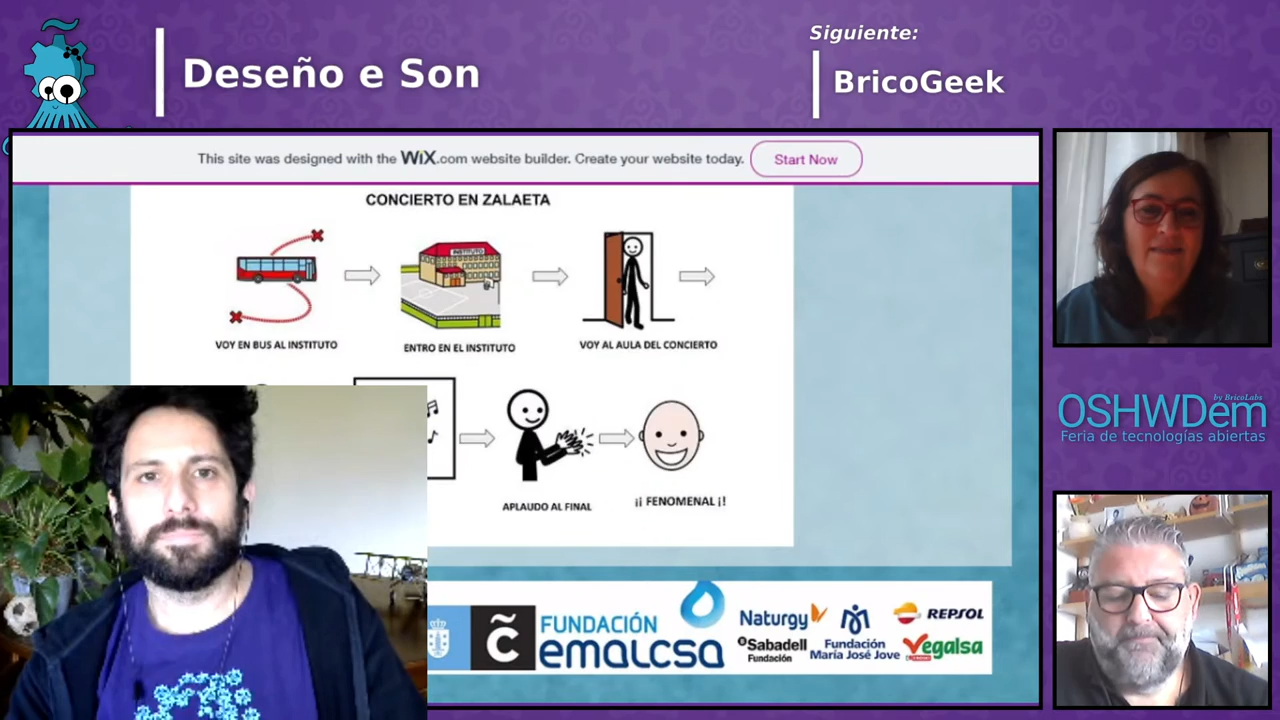 Deseño e Son
Siguiente:
BricoGeek
This site was designed with the WiX.com website builder. Create your website today.
Start Now
CONCIERTO EN ZALAETA
INSTITUTO
VOY EN BUS AL INSTITUTO
ENTRO EN EL INSTITUTO
VOY AL AULA DEL CONCIERTO
APLAUDO AL FINAL
¡¡ FENOMENAL ¡!
by BricoLabs
OSHWDem
Feria de tecnologías abiertas
FUNDACIÓN
emalcsa
Naturgy
REPSOL
Sabadell
Fundación
Fundación
María José Jove
Vegalsa